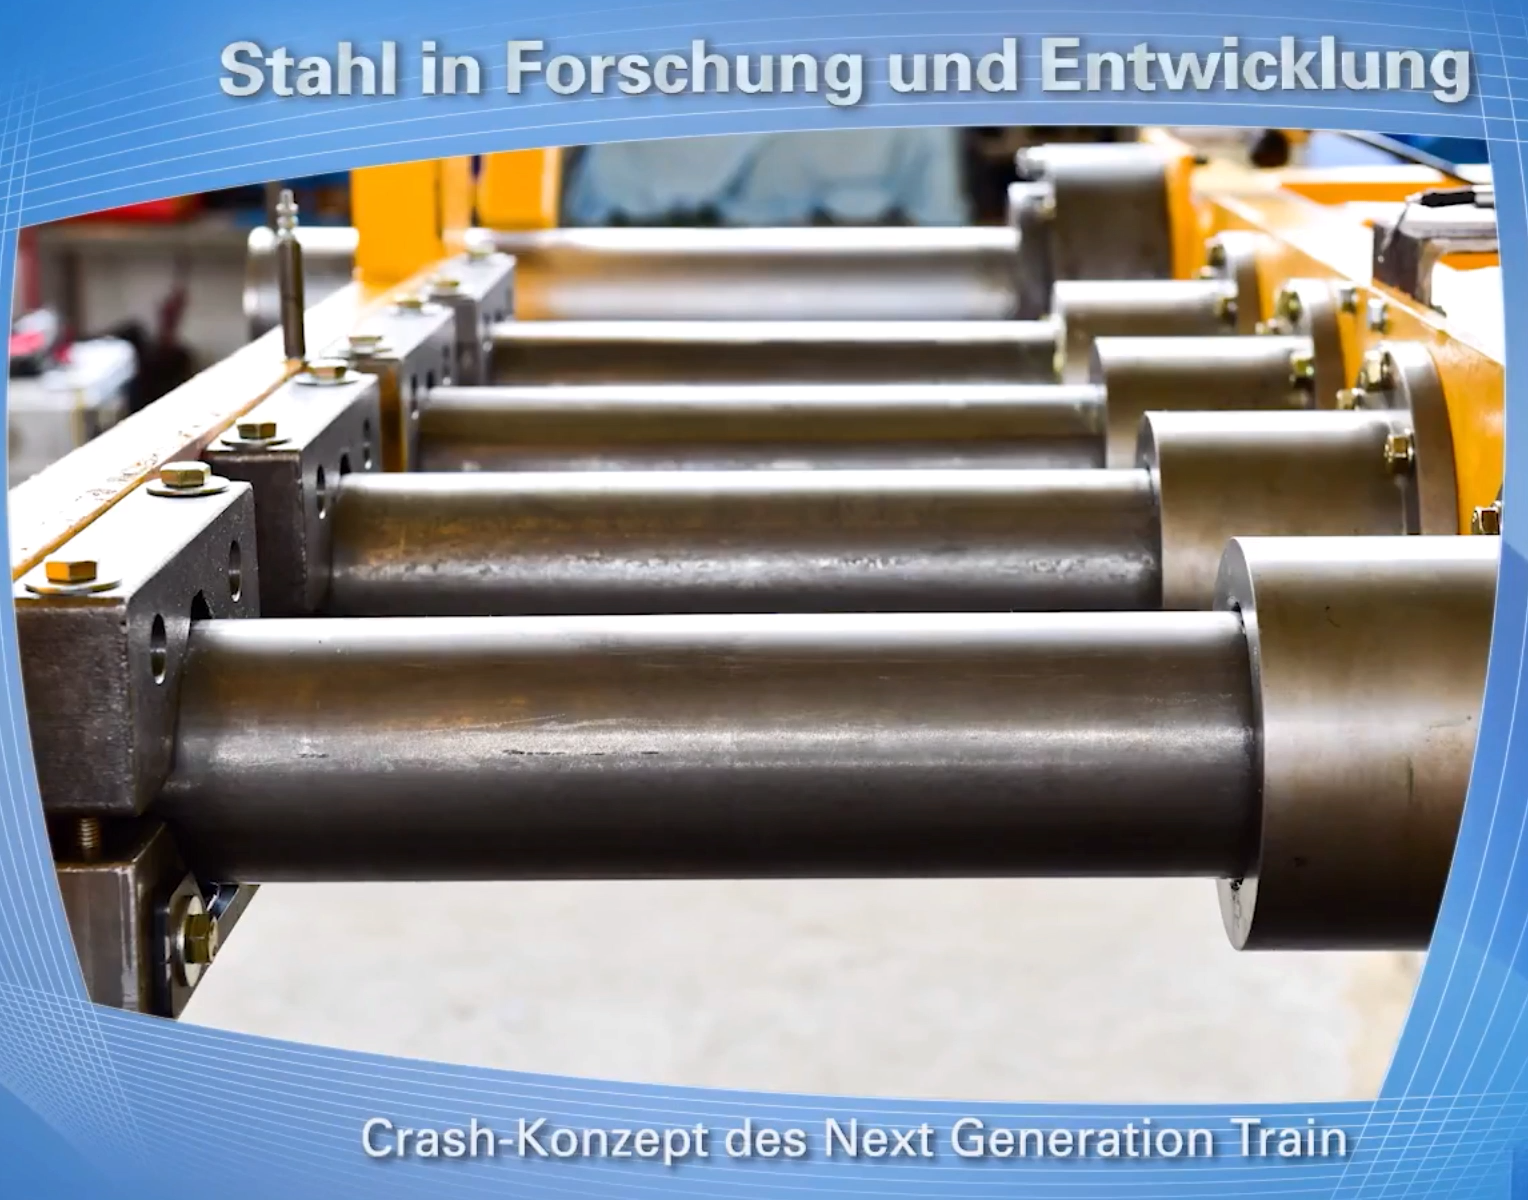 Stahl in Forschung und Entwicklung
Crash-Konzept des Next Generation Train